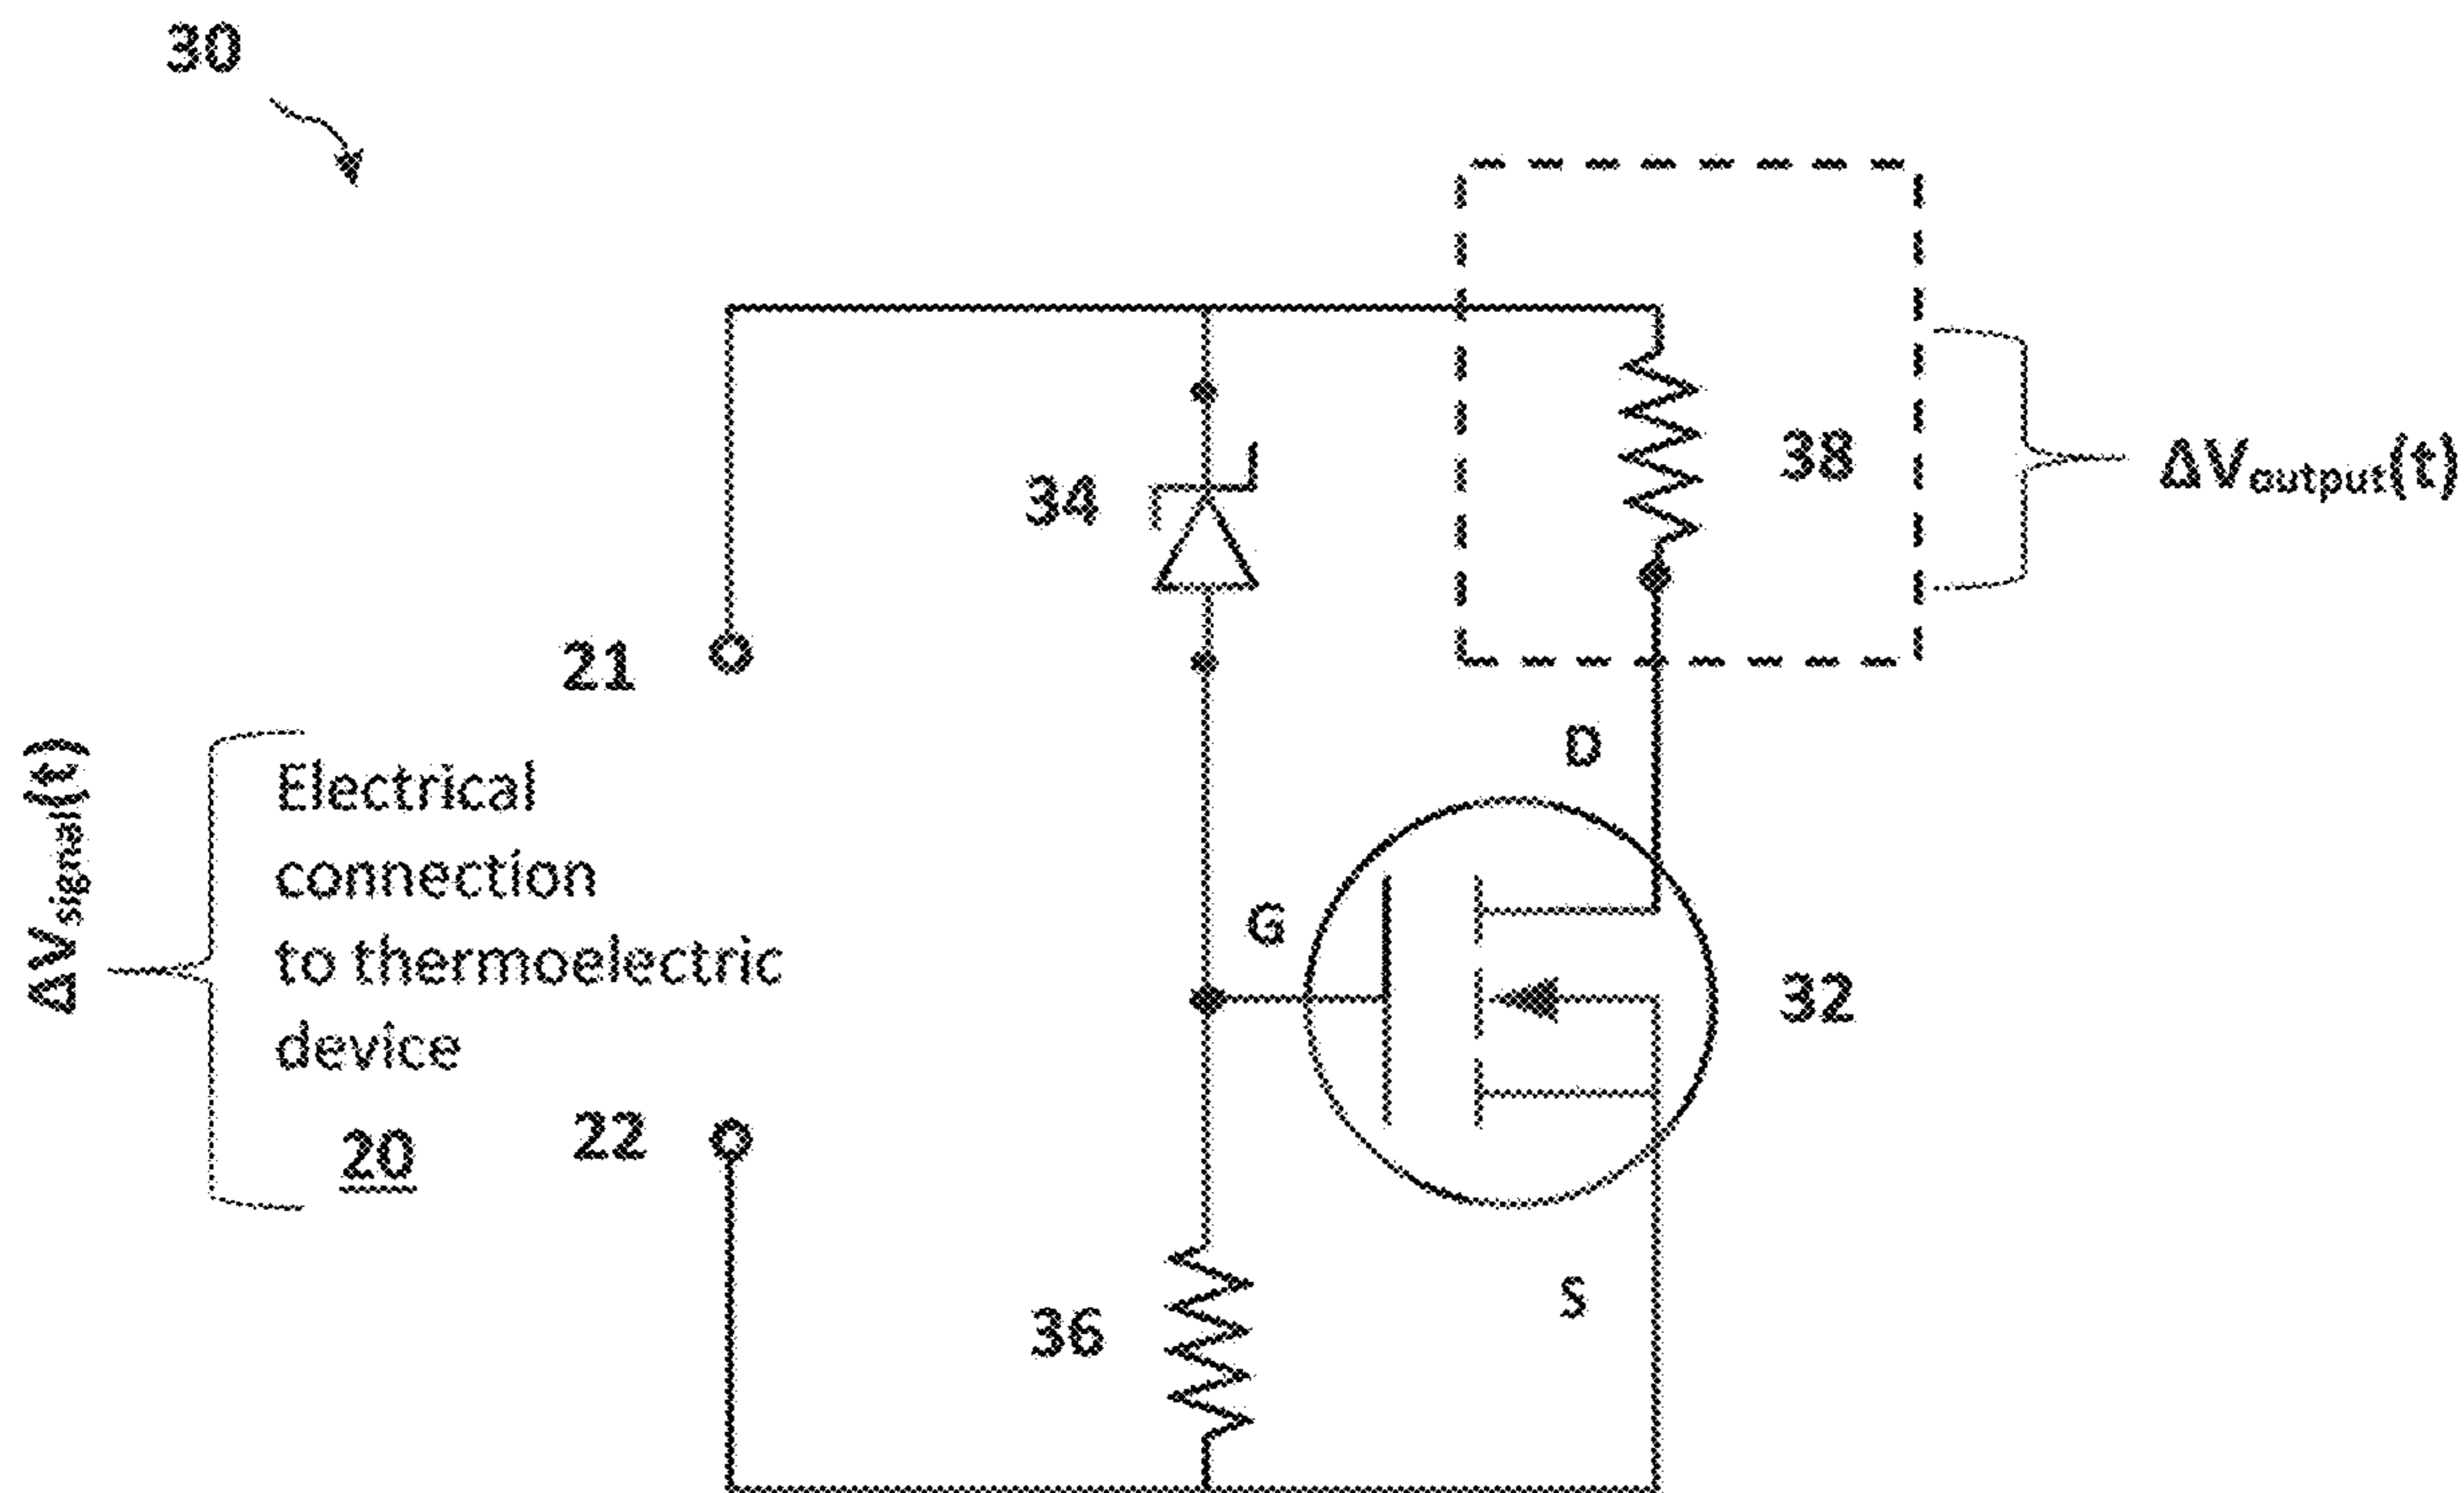 30
34
38
ΔVoutput(t)
21
D
ΔVsignal(t)
Electrical
connection
to thermoelectric
device
20
G
32
22
S
36